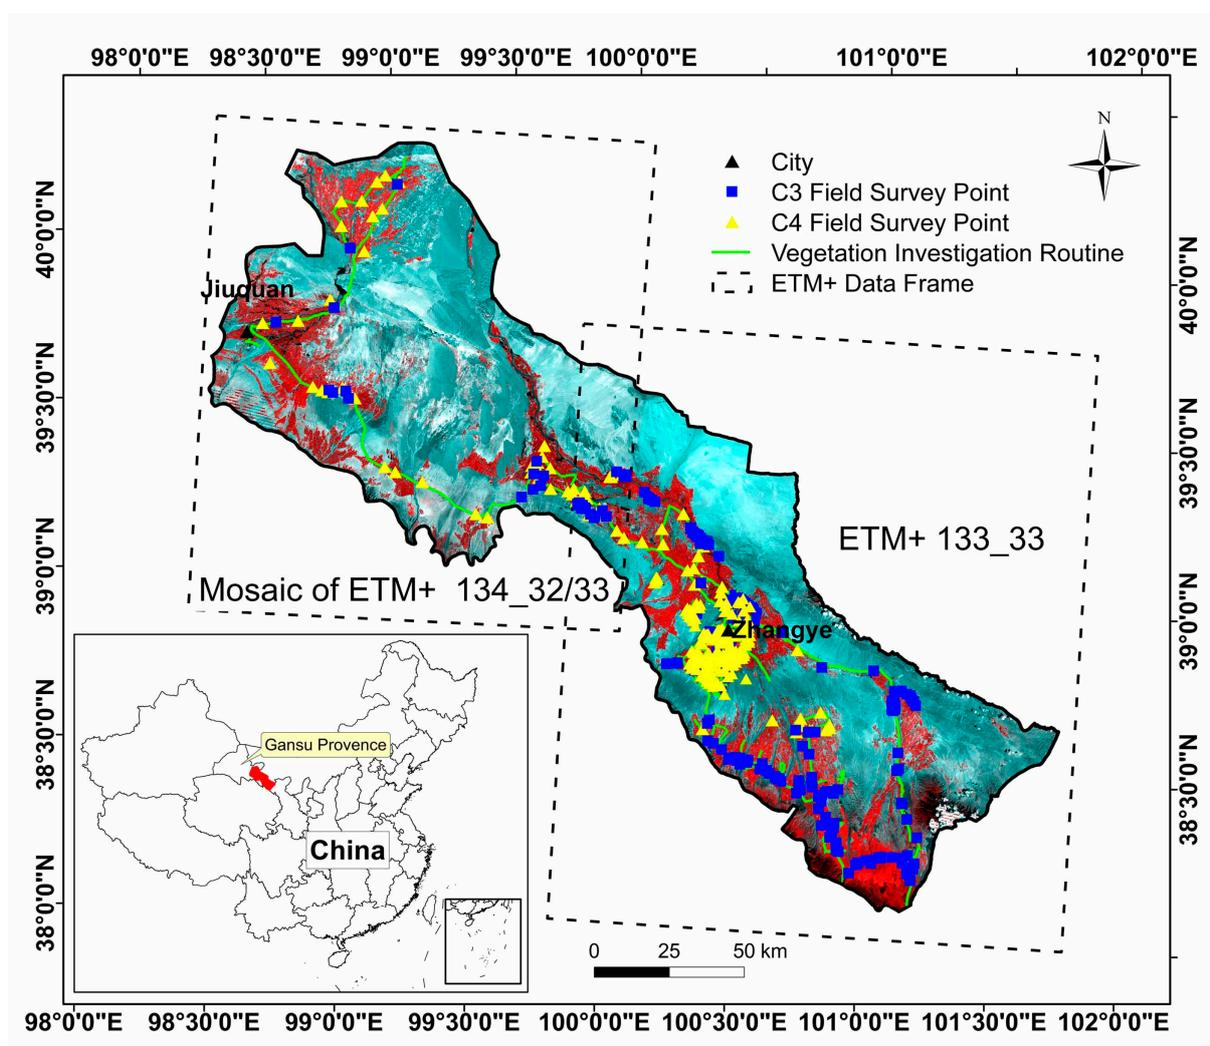 98°0'0"E 98°30'0"E 99°0'0"E 99°30'0"E 100°0'0"E 101°0'0"E 102°0'0"E
N
City
C3 Field Survey Point
C4 Field Survey Point
Vegetation Investigation Routine
ETM+ Data Frame
40°0'0"N
40°0'0"N
Jiuquan
39°30'0"N
39°30'0"N
ETM+ 133_33
39°0'0"N
Mosaic of ETM+ 134_32/33
39°0'0"N
Zhangye
38°30'0"N
Gansu Provence
38°30'0"N
China
38°0'0"N
0 25 50 km
98°0'0"E 98°30'0"E 99°0'0"E 99°30'0"E 100°0'0"E 100°30'0"E 101°0'0"E 101°30'0"E 102°0'0"E